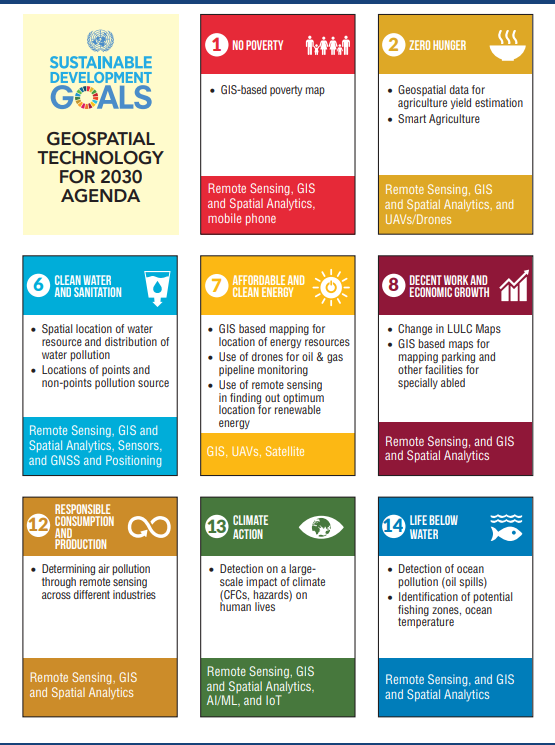 SUSTAINABLE
DEVELOPMENT
GOALS
GEOSPATIAL
TECHNOLOGY
FOR 2030
AGENDA
1 NO POVERTY
• GIS-based poverty map
Remote Sensing, GIS
and Spatial Analytics,
mobile phone
2 ZERO HUNGER
• Geospatial data for
agriculture yield estimation
• Smart Agriculture
Remote Sensing, GIS
and Spatial Analytics, and
UAVs/Drones
6 CLEAN WATER
AND SANITATION
• Spatial location of water
resource and distribution of
water pollution
• Locations of points and
non-points pollution source
Remote Sensing, GIS and
Spatial Analytics, Sensors,
and GNSS and Positioning
7 AFFORDABLE AND
CLEAN ENERGY
• GIS based mapping for
location of energy resources
• Use of drones for oil & gas
pipeline monitoring
• Use of remote sensing
in finding out optimum
location for renewable
energy
GIS, UAVs, Satellite
8 DECENT WORK AND
ECONOMIC GROWTH
• Change in LULC Maps
• GIS based maps for
mapping parking and
other facilities for
specially abled
Remote Sensing, and GIS
and Spatial Analytics
12 RESPONSIBLE
CONSUMPTION
AND
PRODUCTION
• Determining air pollution
through remote sensing
across different industries
Remote Sensing, GIS
and Spatial Analytics
13 CLIMATE
ACTION
• Detection on a large-
scale impact of climate
(CFCs, hazards) on
human lives
Remote Sensing, GIS
and Spatial Analytics,
AI/ML, and IoT
14 LIFE BELOW
WATER
• Detection of ocean
pollution (oil spills)
• Identification of potential
fishing zones, ocean
temperature
Remote Sensing, and GIS
and Spatial Analytics